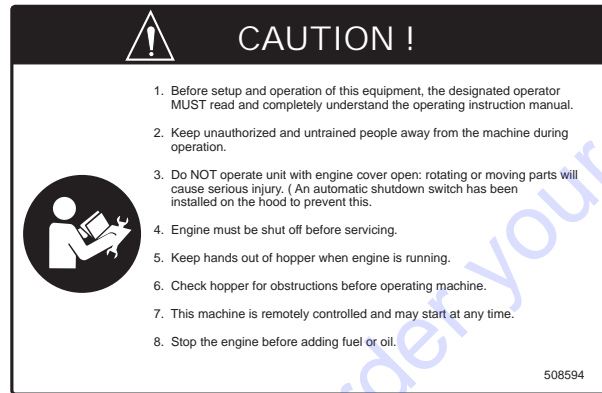 CAUTION !
1. Before setup and operation of this equipment, the designated operator
MUST read and completely understand the operating instruction manual.
2. Keep unauthorized and untrained people away from the machine during
operation.
3. Do NOT operate unit with engine cover open: rotating or moving parts will
cause serious injury. ( An automatic shutdown switch has been
installed on the hood to prevent this.
4. Engine must be shut off before servicing.
5. Keep hands out of hopper when engine is running.
6. Check hopper for obstructions before operating machine.
7. This machine is remotely controlled and may start at any time.
8. Stop the engine before adding fuel or oil.
508594
order your